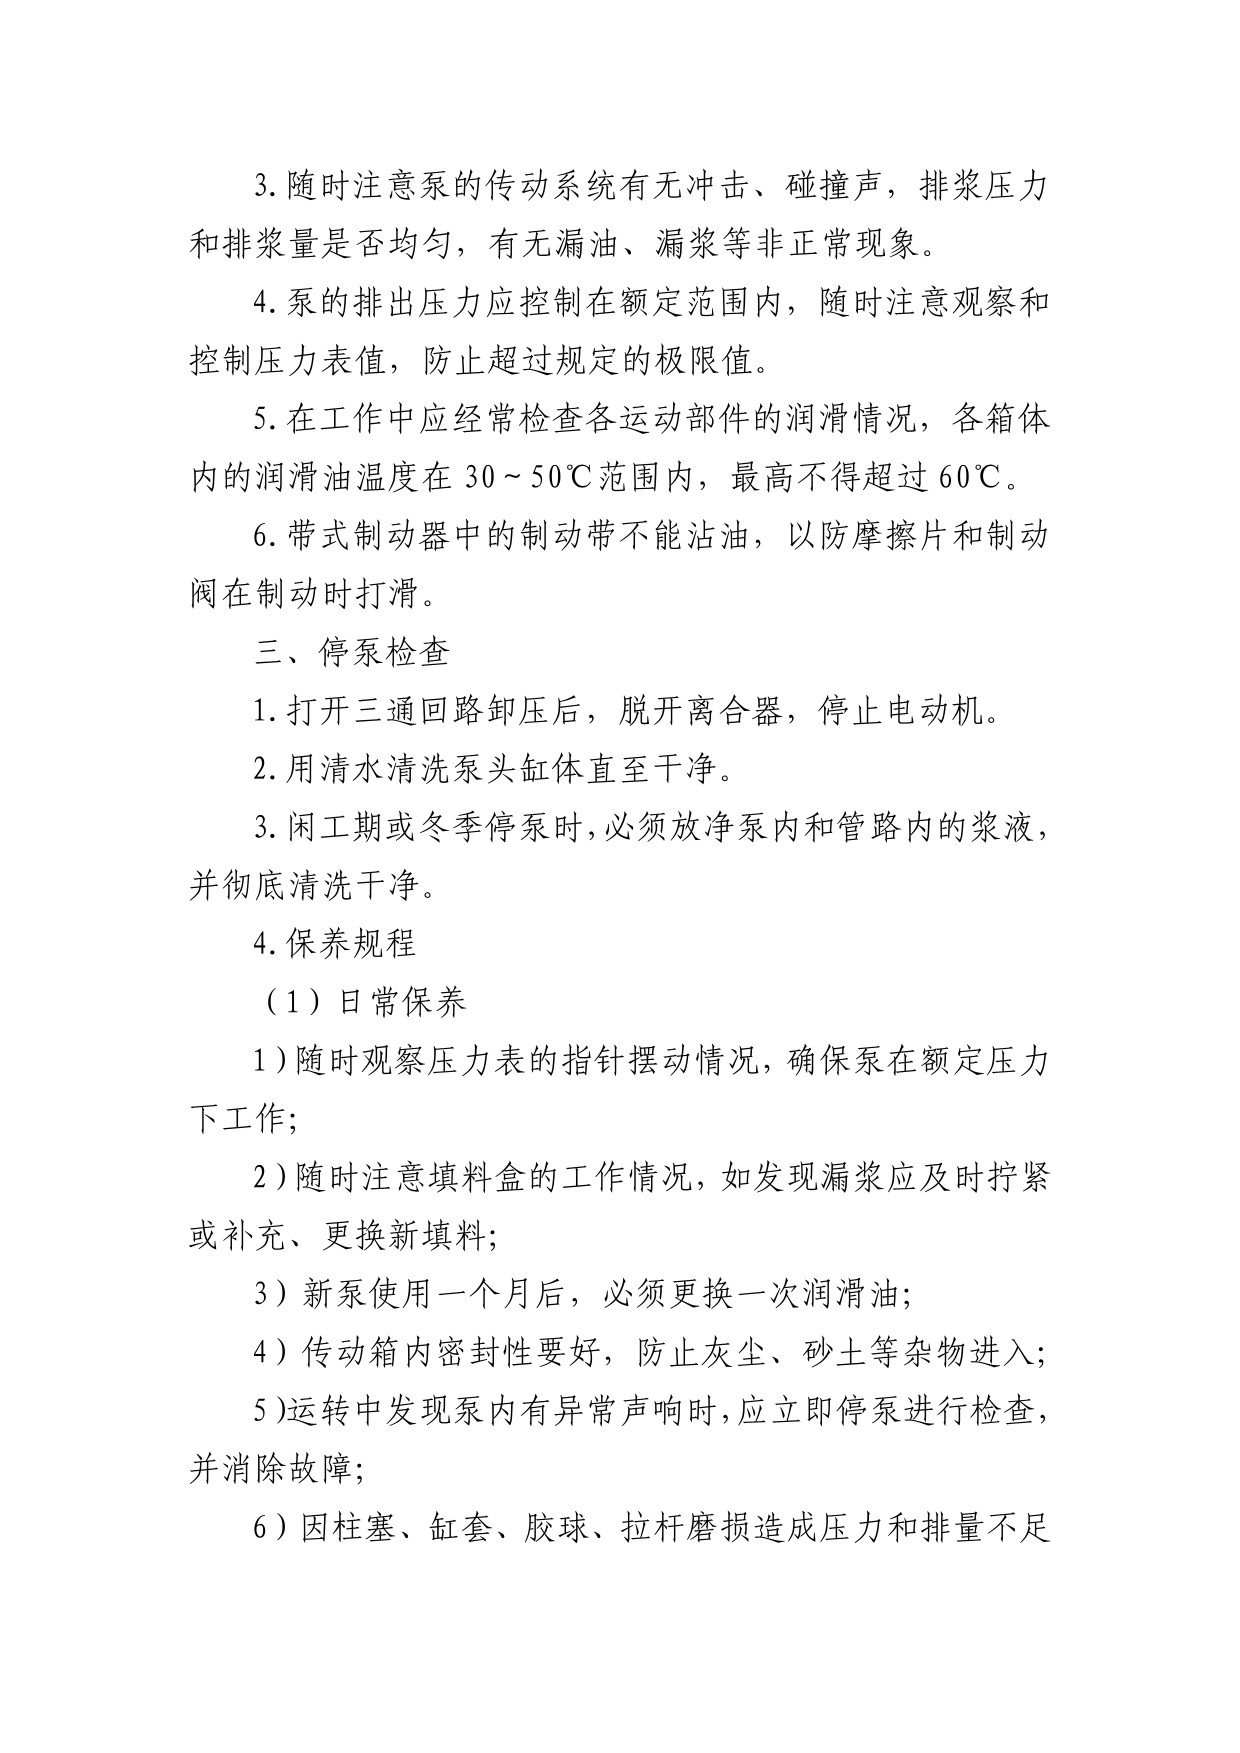 3.随时注意泵的传动系统有无冲击、碰撞声，排浆压力
和排浆量是否均匀，有无漏油、漏浆等非正常现象。
4.泵的排出压力应控制在额定范围内，随时注意观察和
控制压力表值，防止超过规定的极限值。
5.在工作中应经常检查各运动部件的润滑情况，各箱体
内的润滑油温度在 30~50℃范围内，最高不得超过 60℃。
6.带式制动器中的制动带不能沾油，以防摩擦片和制动
阀在制动时打滑。
三、停泵检查
1.打开三通回路卸压后，脱开离合器，停止电动机。
2.用清水清洗泵头缸体直至干净。
3.闲工期或冬季停泵时，必须放净泵内和管路内的浆液，
并彻底清洗干净。
4.保养规程
（1）日常保养
1)随时观察压力表的指针摆动情况，确保泵在额定压力
下工作；
2)随时注意填料盒的工作情况，如发现漏浆应及时拧紧
或补充、更换新填料；
3) 新泵使用一个月后，必须更换一次润滑油；
4) 传动箱内密封性要好，防止灰尘、砂土等杂物进入；
5)运转中发现泵内有异常声响时，应立即停泵进行检查，
并消除故障；
6)因柱塞、缸套、胶球、拉杆磨损造成压力和排量不足